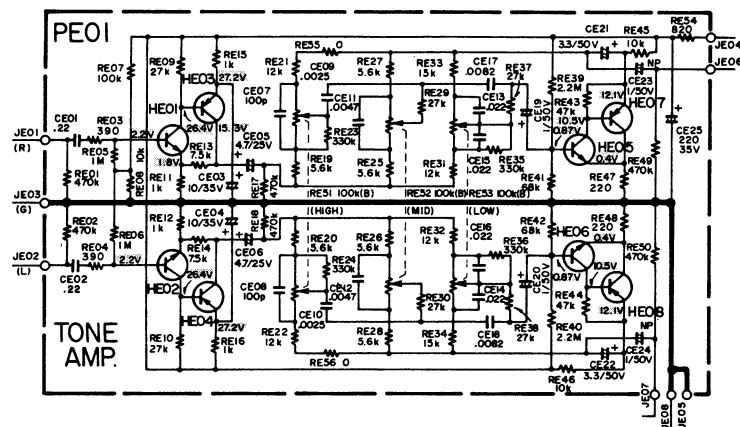 PE01
RE07
100k
RE09
27k
RE15
1k
HE03
27.2V
HE01
26.4V
15.3V
CE01
.22
RE03
390
2.2V
JE01
(R)
RE05
1M
RE08
10k
RE01
470k
1.8V
RE13
7.5k
CE05
4.7/25V
RE11
1k
CE03
10/35V
RE17
470k
JE03
(G)
RE55 0
RE21
12k
CE09
.0025
CE07
100p
CE11
.0047
RE23
330k
RE19
5.6k
RE27
5.6k
RE25
5.6k
RE33
15k
RE29
27k
RE31
12k
CE17
.0082
RE37
27k
CE13
.022
CE15
.022
RE35
330k
CE19
1/50V
CE21
3.3/50V
RE45
10k
RE54
820
JE04
JE06
NP
CE23
1/50V
RE39
2.2M
RE43
47k
12.1V
HE07
10.5V
0.87V
HE05
0.4V
CE25
220
35V
RE49
470k
RE41
68k
RE47
220
RE51 100k(B)
RE52 100k(B)
RE53 100k(B)
(HIGH)
(MID)
(LOW)
RE02
470k
RE06
1M
RE04
390
JE02
(L)
CE02
.22
2.2V
RE12
1k
CE04
10/35V
RE18
470k
RE14
7.5k
CE06
4.7/25V
26.4V
HE02
HE04
27.2V
RE10
27k
RE16
1k
TONE
AMP.
RE20
5.6k
RE24
330k
CE08
100p
CE12
.0047
CE10
.0025
RE22
12k
RE56 0
RE26
5.6k
RE28
5.6k
RE32
12k
RE30
27k
RE34
15k
CE16
.022
RE36
330k
CE14
.022
RE38
27k
CE18
.0082
CE20
1/50V
RE42
68k
HE06
0.87V
RE48
220
0.4V
RE50
470k
10.5V
RE44
47k
RE40
2.2M
HE08
12.1V
NP
CE24
1/50V
CE22
3.3/50V
RE46
10k
JE07
JE08
JE05